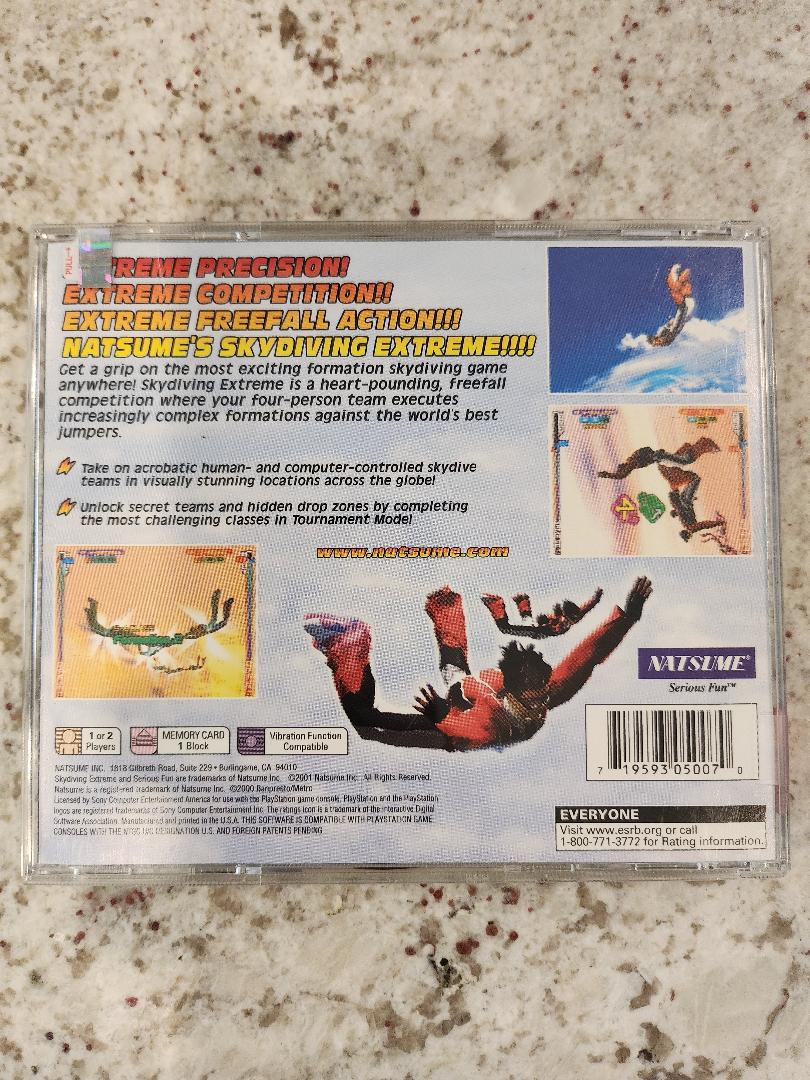 PULL
TREME PRECISION!
EXTREME COMPETITION!!
EXTREME FREEFALL ACTION!!!
NATSUME'S SKYDIVING EXTREME!!!!
Get a grip on the most exciting formation skydiving game
anywhere! Skydiving Extreme is a heart-pounding, freefall
competition where your four-person team executes
increasingly complex formations against the world's best
jumpers.
Take on acrobatic human- and computer-controlled skydive
teams in visually stunning locations across the globe!
Unlock secret teams and hidden drop zones by completing
the most challenging classes in Tournament Mode!
www.natsume.com
NATSUME®
Serious Fun™
1 or 2
Players
MEMORY CARD
1 Block
Vibration Function
Compatible
7 19593 05007 0
NATSUME INC. 1818 Gilbreth Road, Suite 229 • Burlingame, CA 94010
Skydiving Extreme and Serious Fun are trademarks of Natsume Inc. ©2001 Natsume Inc. All Rights Reserved.
Natsume is a registered trademark of Natsume Inc. ©2000 Banpresto/Metro
Licensed by Sony Computer Entertainment America for use with the PlayStation game console. PlayStation and the PlayStation
logos are registered trademarks of Sony Computer Entertainment Inc. The ratings icon is a trademark of the Interactive Digital
Software Association. Manufactured and printed in the U.S.A. THIS SOFTWARE IS COMPATIBLE WITH PLAYSTATION GAME
CONSOLES WITH THE NTSC U/C DESIGNATION U.S. AND FOREIGN PATENTS PENDING
EVERYONE
Visit www.esrb.org or call
1-800-771-3772 for Rating information.